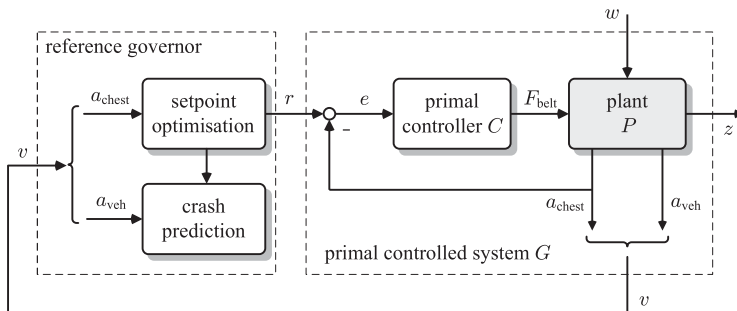 w
reference governor
a_chest
setpoint
optimisation
r
e
–
primal
controller C
F_belt
plant
P
z
v
a_veh
crash
prediction
a_chest
a_veh
primal controlled system G
v